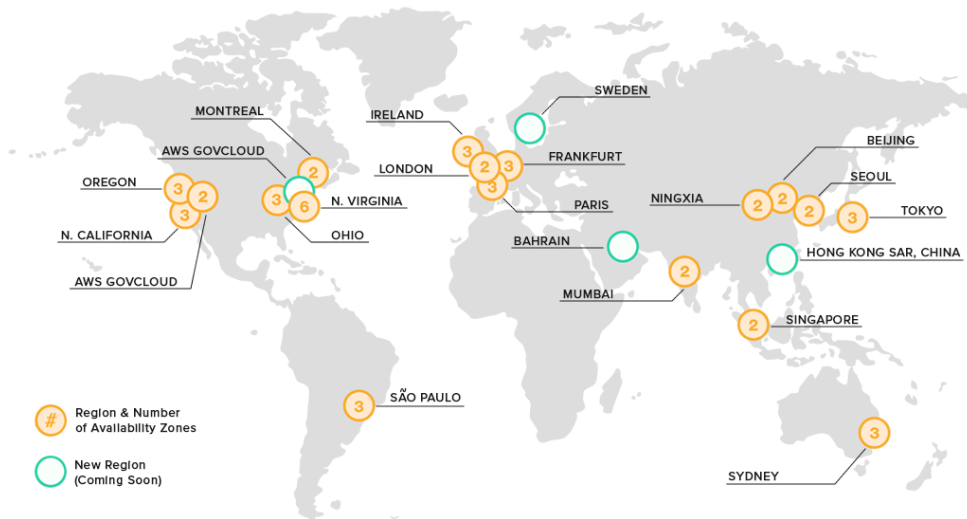 SWEDEN
MONTREAL
IRELAND
BEIJING
AWS GOVCLOUD
3
3
FRANKFURT
2
LONDON
2
SEOUL
OREGON
3
2
3
6
N. VIRGINIA
3
PARIS
NINGXIA
2
2
2
3
TOKYO
N. CALIFORNIA
3
OHIO
BAHRAIN
HONG KONG SAR, CHINA
AWS GOVCLOUD
2
MUMBAI
2
SINGAPORE
3
SÃO PAULO
# Region & Number
of Availability Zones
3
New Region
(Coming Soon)
SYDNEY